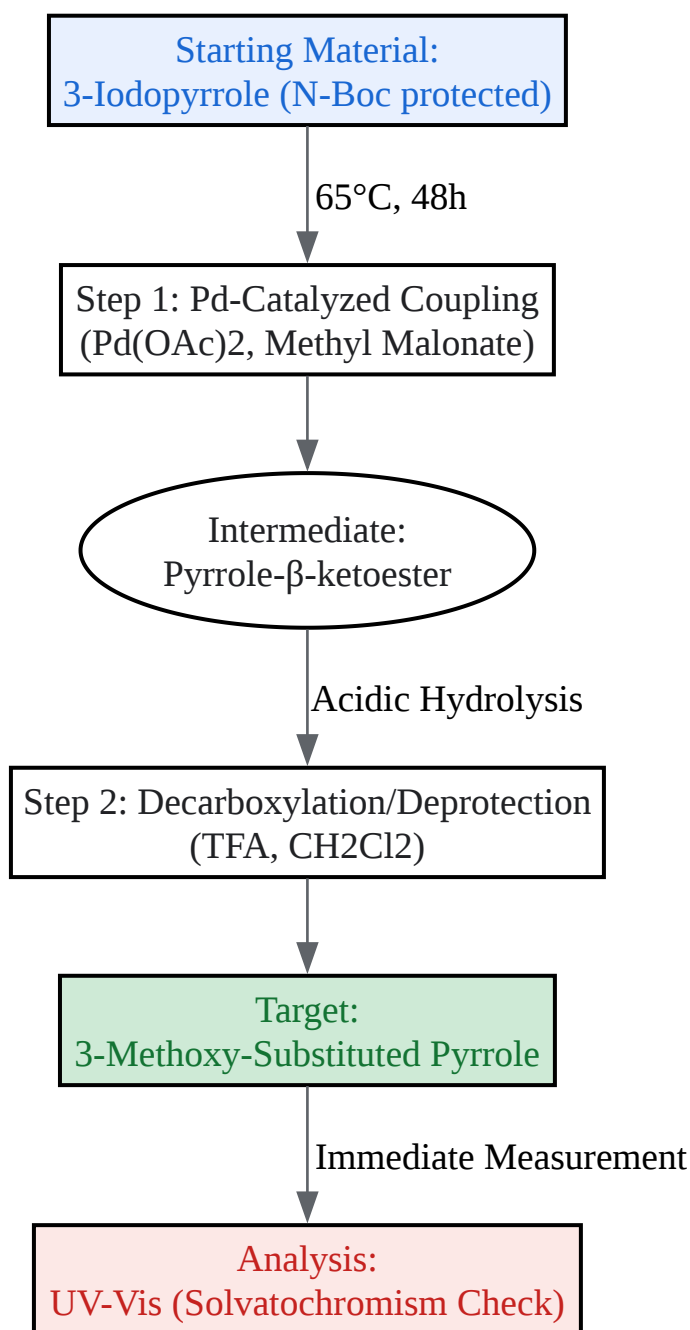 Starting Material:
3-Iodopyrrole (N-Boc protected)
65°C, 48h
Step 1: Pd-Catalyzed Coupling
(Pd(OAc)2, Methyl Malonate)
Intermediate:
Pyrrole-β-ketoester
Acidic Hydrolysis
Step 2: Decarboxylation/Deprotection
(TFA, CH2Cl2)
Target:
3-Methoxy-Substituted Pyrrole
Immediate Measurement
Analysis:
UV-Vis (Solvatochromism Check)